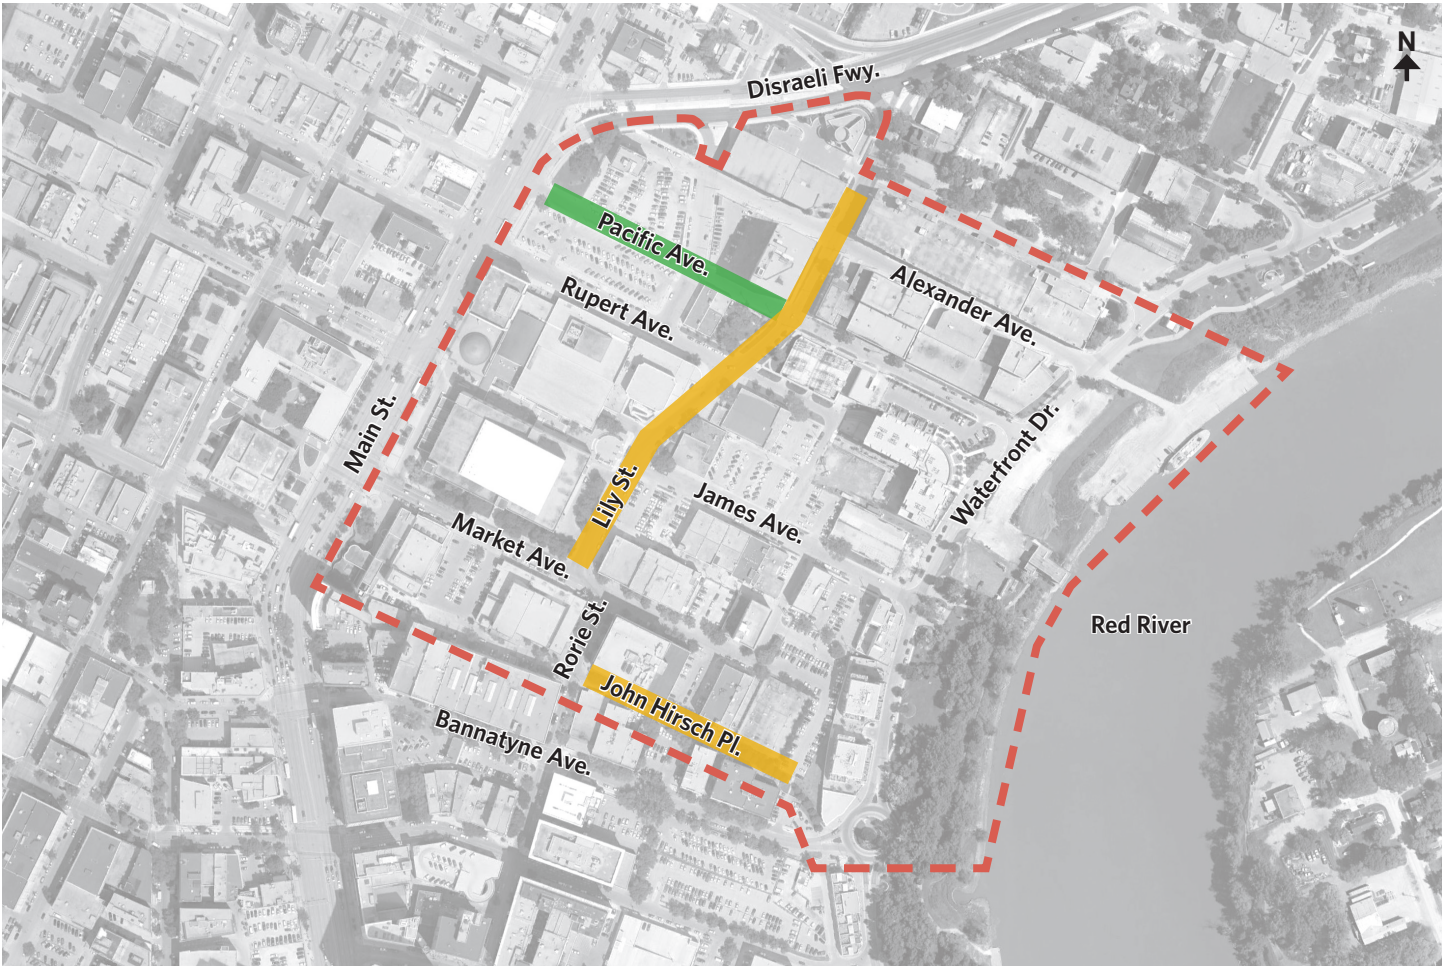 N
Disraeli Fwy.
Pacific Ave.
Rupert Ave.
Alexander Ave.
Main St.
Waterfront Dr.
Lily St.
James Ave.
Market Ave.
Rorie St.
Red River
John Hirsch Pl.
Bannatyne Ave.